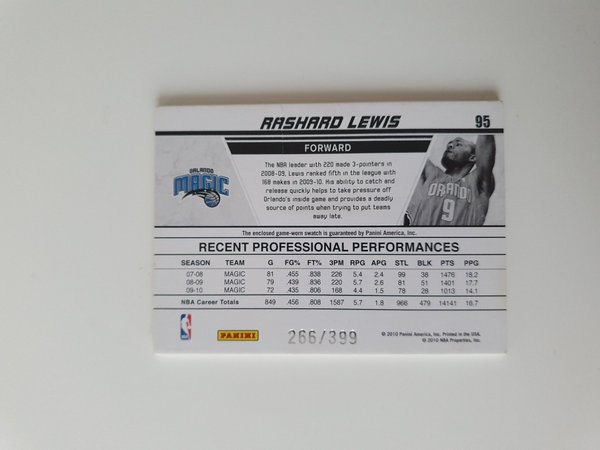 RASHARD LEWIS 95
FORWARD
The NBA leader with 220 made 3-pointers in
2008-09, Lewis ranked fifth in the league with
168 makes in 2009-10. His ability to catch and
release quickly helps to take pressure off
Orlando's inside game and provides a deadly
source of points when trying to put teams
away late.
ORLANDO
MAGIC
ORLANDO
9
The enclosed game-worn swatch is guaranteed by Panini America, Inc.
RECENT PROFESSIONAL PERFORMANCES
SEASON TEAM G FG% FT% 3PM RPG APG STL BLK PTS PPG
07-08 MAGIC 81 .455 .838 226 5.4 2.4 99 38 1476 18.2
08-09 MAGIC 79 .439 .836 220 5.7 2.6 81 51 1401 17.7
09-10 MAGIC 72 .435 .806 168 4.4 1.5 78 28 1013 14.1
NBA Career Totals 849 .456 .808 1587 5.7 1.8 966 479 14141 16.7
PANINI
266/399
© 2010 Panini America, Inc. Printed in the USA.
© 2010 NBA Properties, Inc.